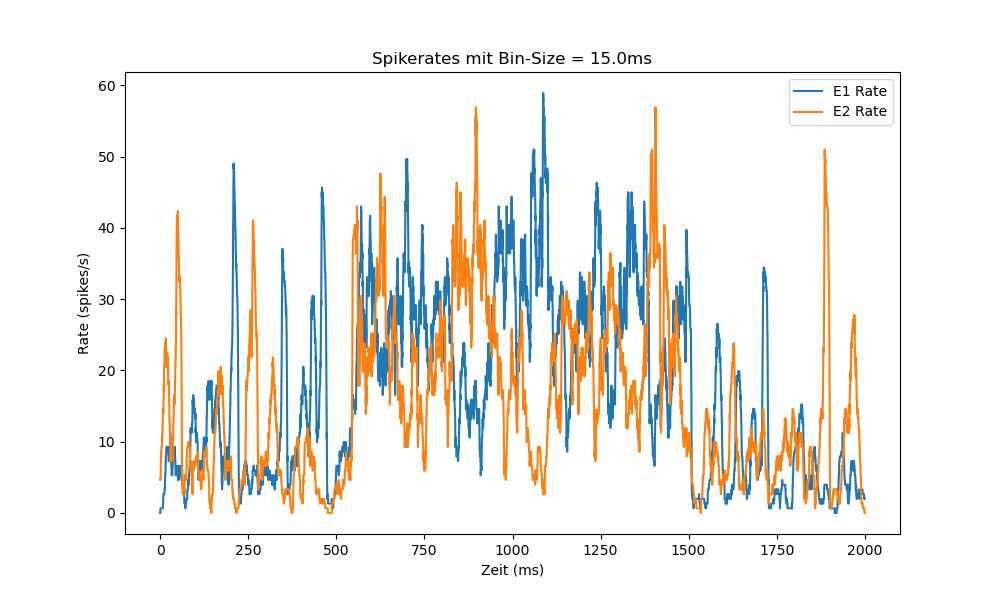 Spikerates mit Bin-Size = 15.0ms
E1 Rate
E2 Rate
Rate (spikes/s)
60
50
40
30
20
10
0
0 250 500 750 1000 1250 1500 1750 2000
Zeit (ms)